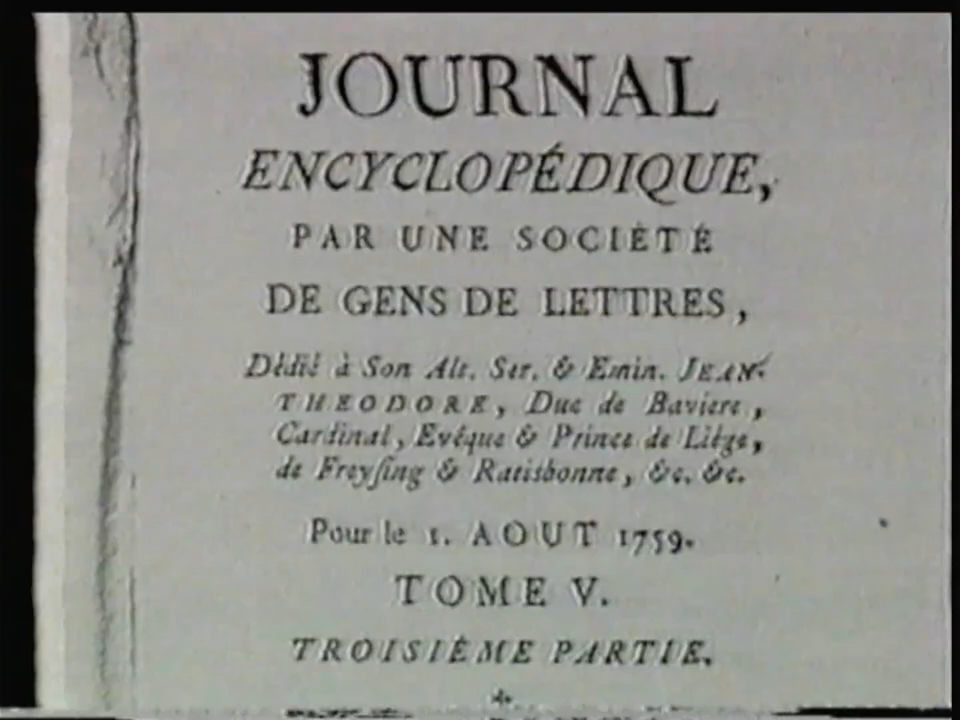 JOURNAL
ENCYCLOPÉDIQUE,
PAR UNE SOCIÉTÉ
DE GENS DE LETTRES,
Dédié à Son Alt. Ser. & Emin. JEAN-
THEODORE, Duc de Baviere,
Cardinal, Evêque & Prince de Liége,
de Freyſing & Ratisbonne, &c. &c.
Pour le 1. AOUT 1759.
TOME V.
TROISIÈME PARTIE.